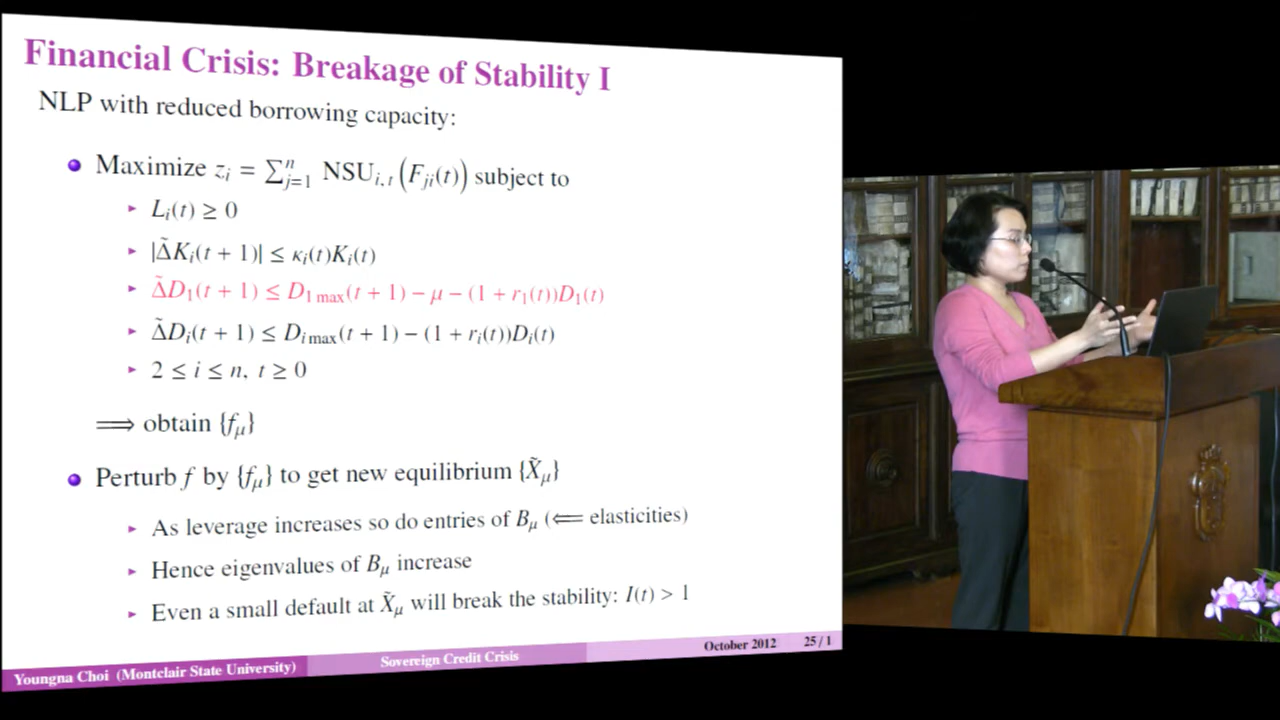 Financial Crisis: Breakage of Stability I
NLP with reduced borrowing capacity:
Maximize z_i = ∑_{j=1}^{n} NSU_{i,t} (F_{ji}(t)) subject to
L_i(t) ≥ 0
|Δ̃K_i(t + 1)| ≤ κ_i(t)K_i(t)
Δ̃D_1(t + 1) ≤ D_{1 max}(t + 1) − μ − (1 + r_1(t))D_1(t)
Δ̃D_i(t + 1) ≤ D_{i max}(t + 1) − (1 + r_i(t))D_i(t)
2 ≤ i ≤ n, t ≥ 0
⟹ obtain {f_μ}
Perturb f by {f_μ} to get new equilibrium {X̃_μ}
As leverage increases so do entries of B_μ (⟸ elasticities)
Hence eigenvalues of B_μ increase
Even a small default at X̃_μ will break the stability: I(t) > 1
Youngna Choi (Montclair State University) Sovereign Credit Crisis October 2012 25 / 1